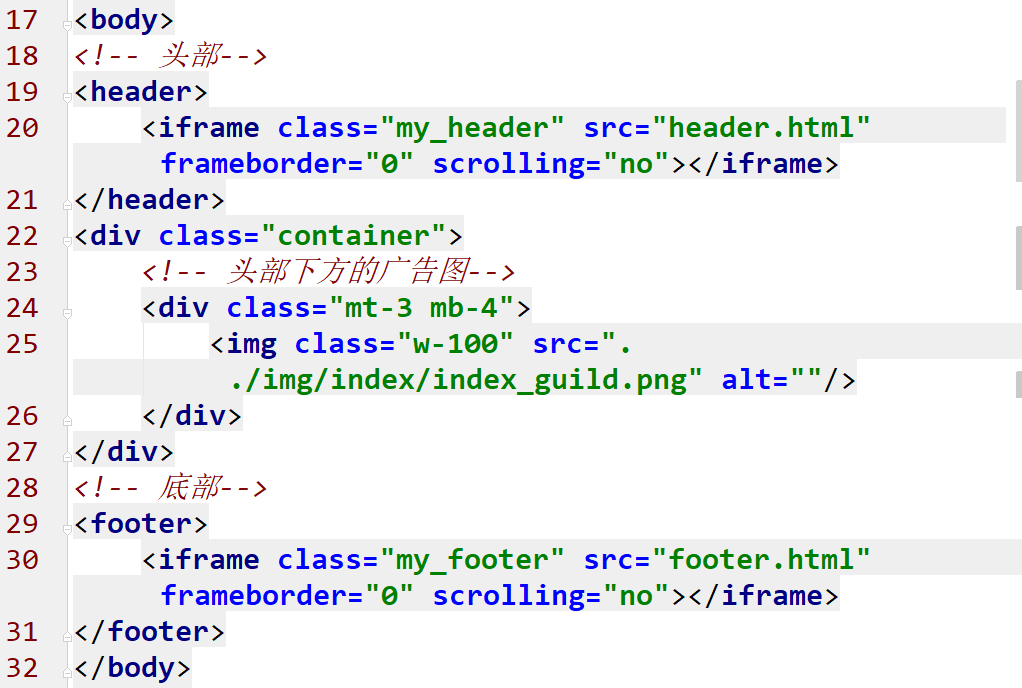 17 <body>
18 <!-- 头部-->
19 <header>
20 <iframe class="my_header" src="header.html"
frameborder="0" scrolling="no"></iframe>
21 </header>
22 <div class="container">
23 <!-- 头部下方的广告图-->
24 <div class="mt-3 mb-4">
25 <img class="w-100" src=".
./img/index/index_guild.png" alt=""/>
26 </div>
27 </div>
28 <!-- 底部-->
29 <footer>
30 <iframe class="my_footer" src="footer.html"
frameborder="0" scrolling="no"></iframe>
31 </footer>
32 </body>